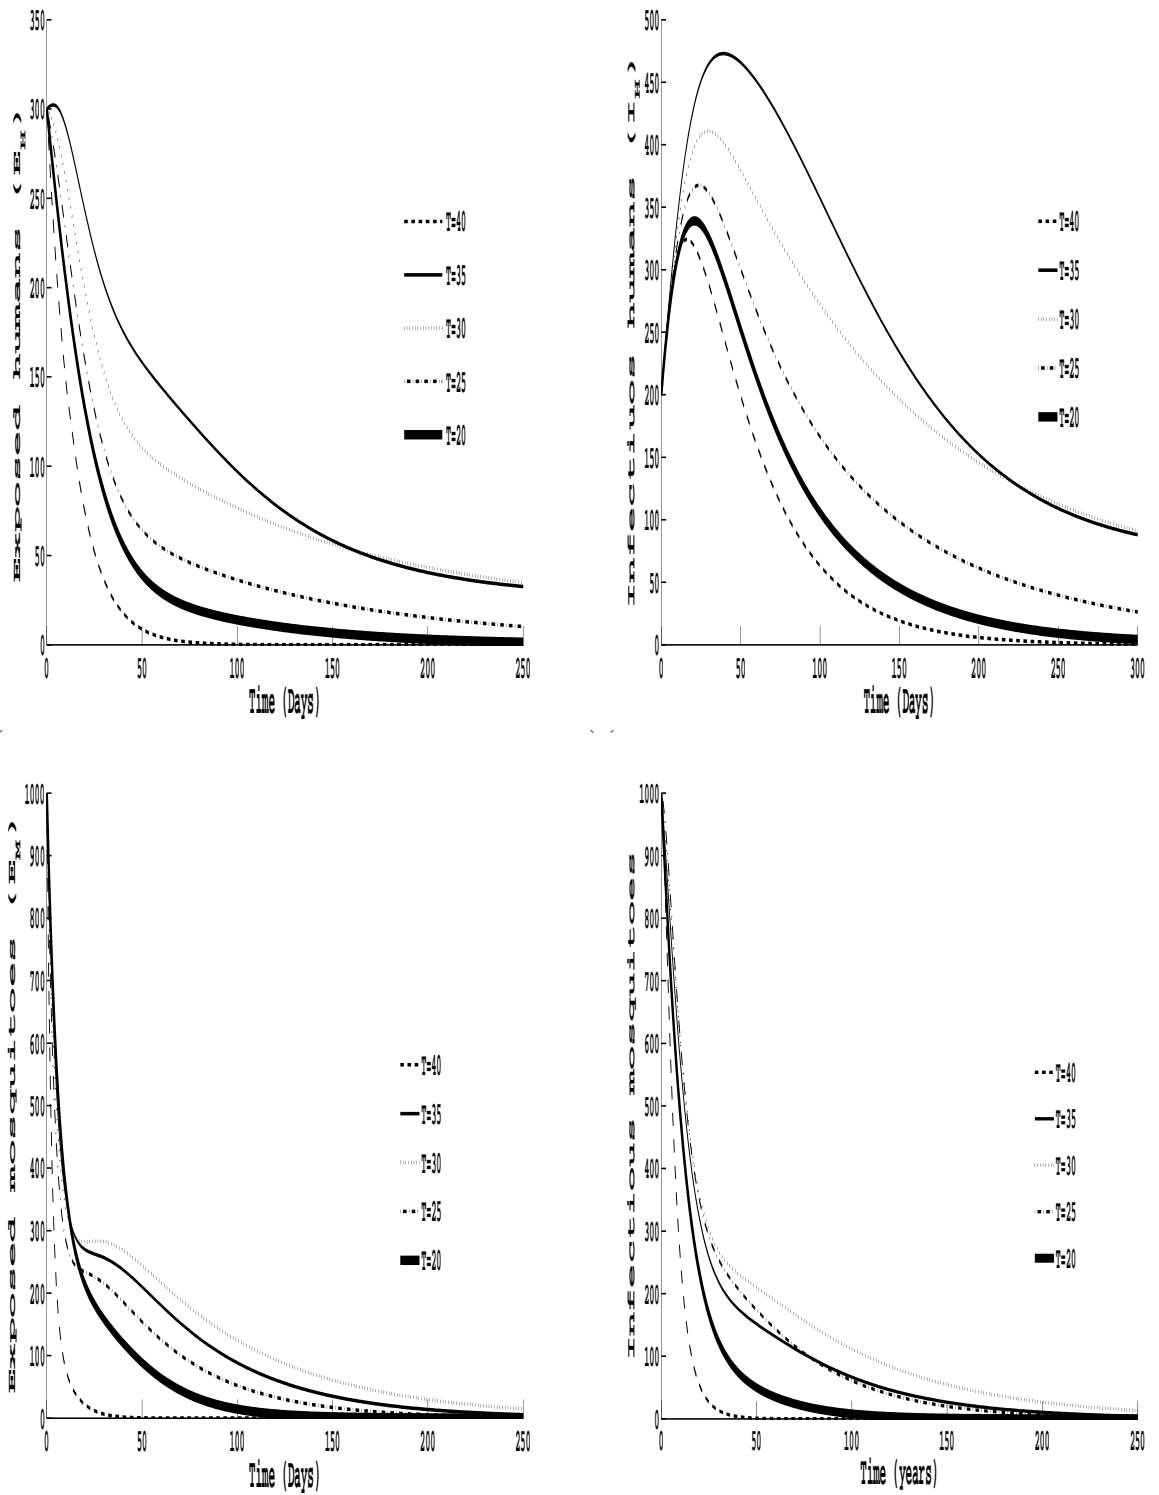 350
300
250
200
150
100
50
0
0 50 100 150 200 250
Time (Days)
Exposed humans (E_H)
T=40
T=35
T=30
T=25
T=20
500
450
400
350
300
250
200
150
100
50
0
0 50 100 150 200 250 300
Time (Days)
Infectiuos humans (I_H)
T=40
T=35
T=30
T=25
T=20
1000
900
800
700
600
500
400
300
200
100
0
0 50 100 150 200 250
Time (Days)
Exposed mosquitoes (E_M)
T=40
T=35
T=30
T=25
T=20
1000
900
800
700
600
500
400
300
200
100
0
0 50 100 150 200 250
Time (years)
Infectious mosquitoes
T=40
T=35
T=30
T=25
T=20